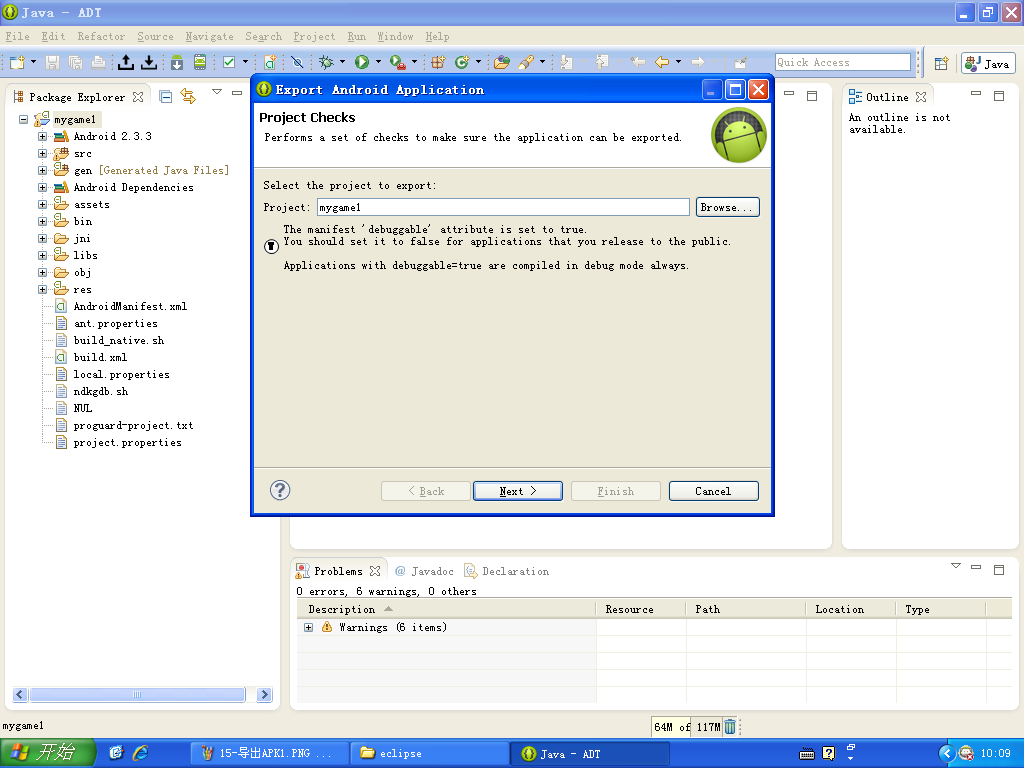 Java - ADT
File Edit Refactor Source Navigate Search Project Run Window Help
Quick Access
Java
Package Explorer
mygame1
Android 2.3.3
src
gen [Generated Java Files]
Android Dependencies
assets
bin
jni
libs
obj
res
AndroidManifest.xml
ant.properties
build_native.sh
build.xml
local.properties
ndkgdb.sh
NUL
proguard-project.txt
project.properties
Export Android Application
Project Checks
Performs a set of checks to make sure the application can be exported.
Select the project to export:
Project: mygame1 Browse...
The manifest 'debuggable' attribute is set to true.
You should set it to false for applications that you release to the public.
Applications with debuggable=true are compiled in debug mode always.
< Back Next > Finish Cancel
Outline
An outline is not
available.
Problems @ Javadoc Declaration
0 errors, 6 warnings, 0 others
Description Resource Path Location Type
Warnings (6 items)
mygame1
64M of 117M
开始 15-导出APK1.PNG ... eclipse Java - ADT 10:09